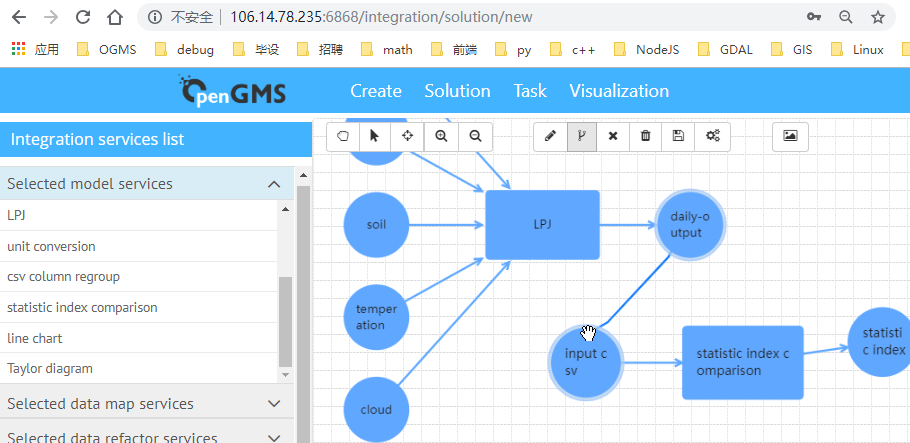 不安全 | 106.14.78.235:6868/integration/solution/new
应用 OGMS debug 毕设 招聘 math 前端 py c++ NodeJS GDAL GIS Linux
OpenGMS Create Solution Task Visualization
Integration services list
Selected model services
LPJ
unit conversion
csv column regroup
statistic index comparison
line chart
Taylor diagram
Selected data map services
Selected data refactor services
soil
LPJ
daily-o
utput
temper
ation
input c
sv
statistic index c
omparison
statisti
c index
cloud